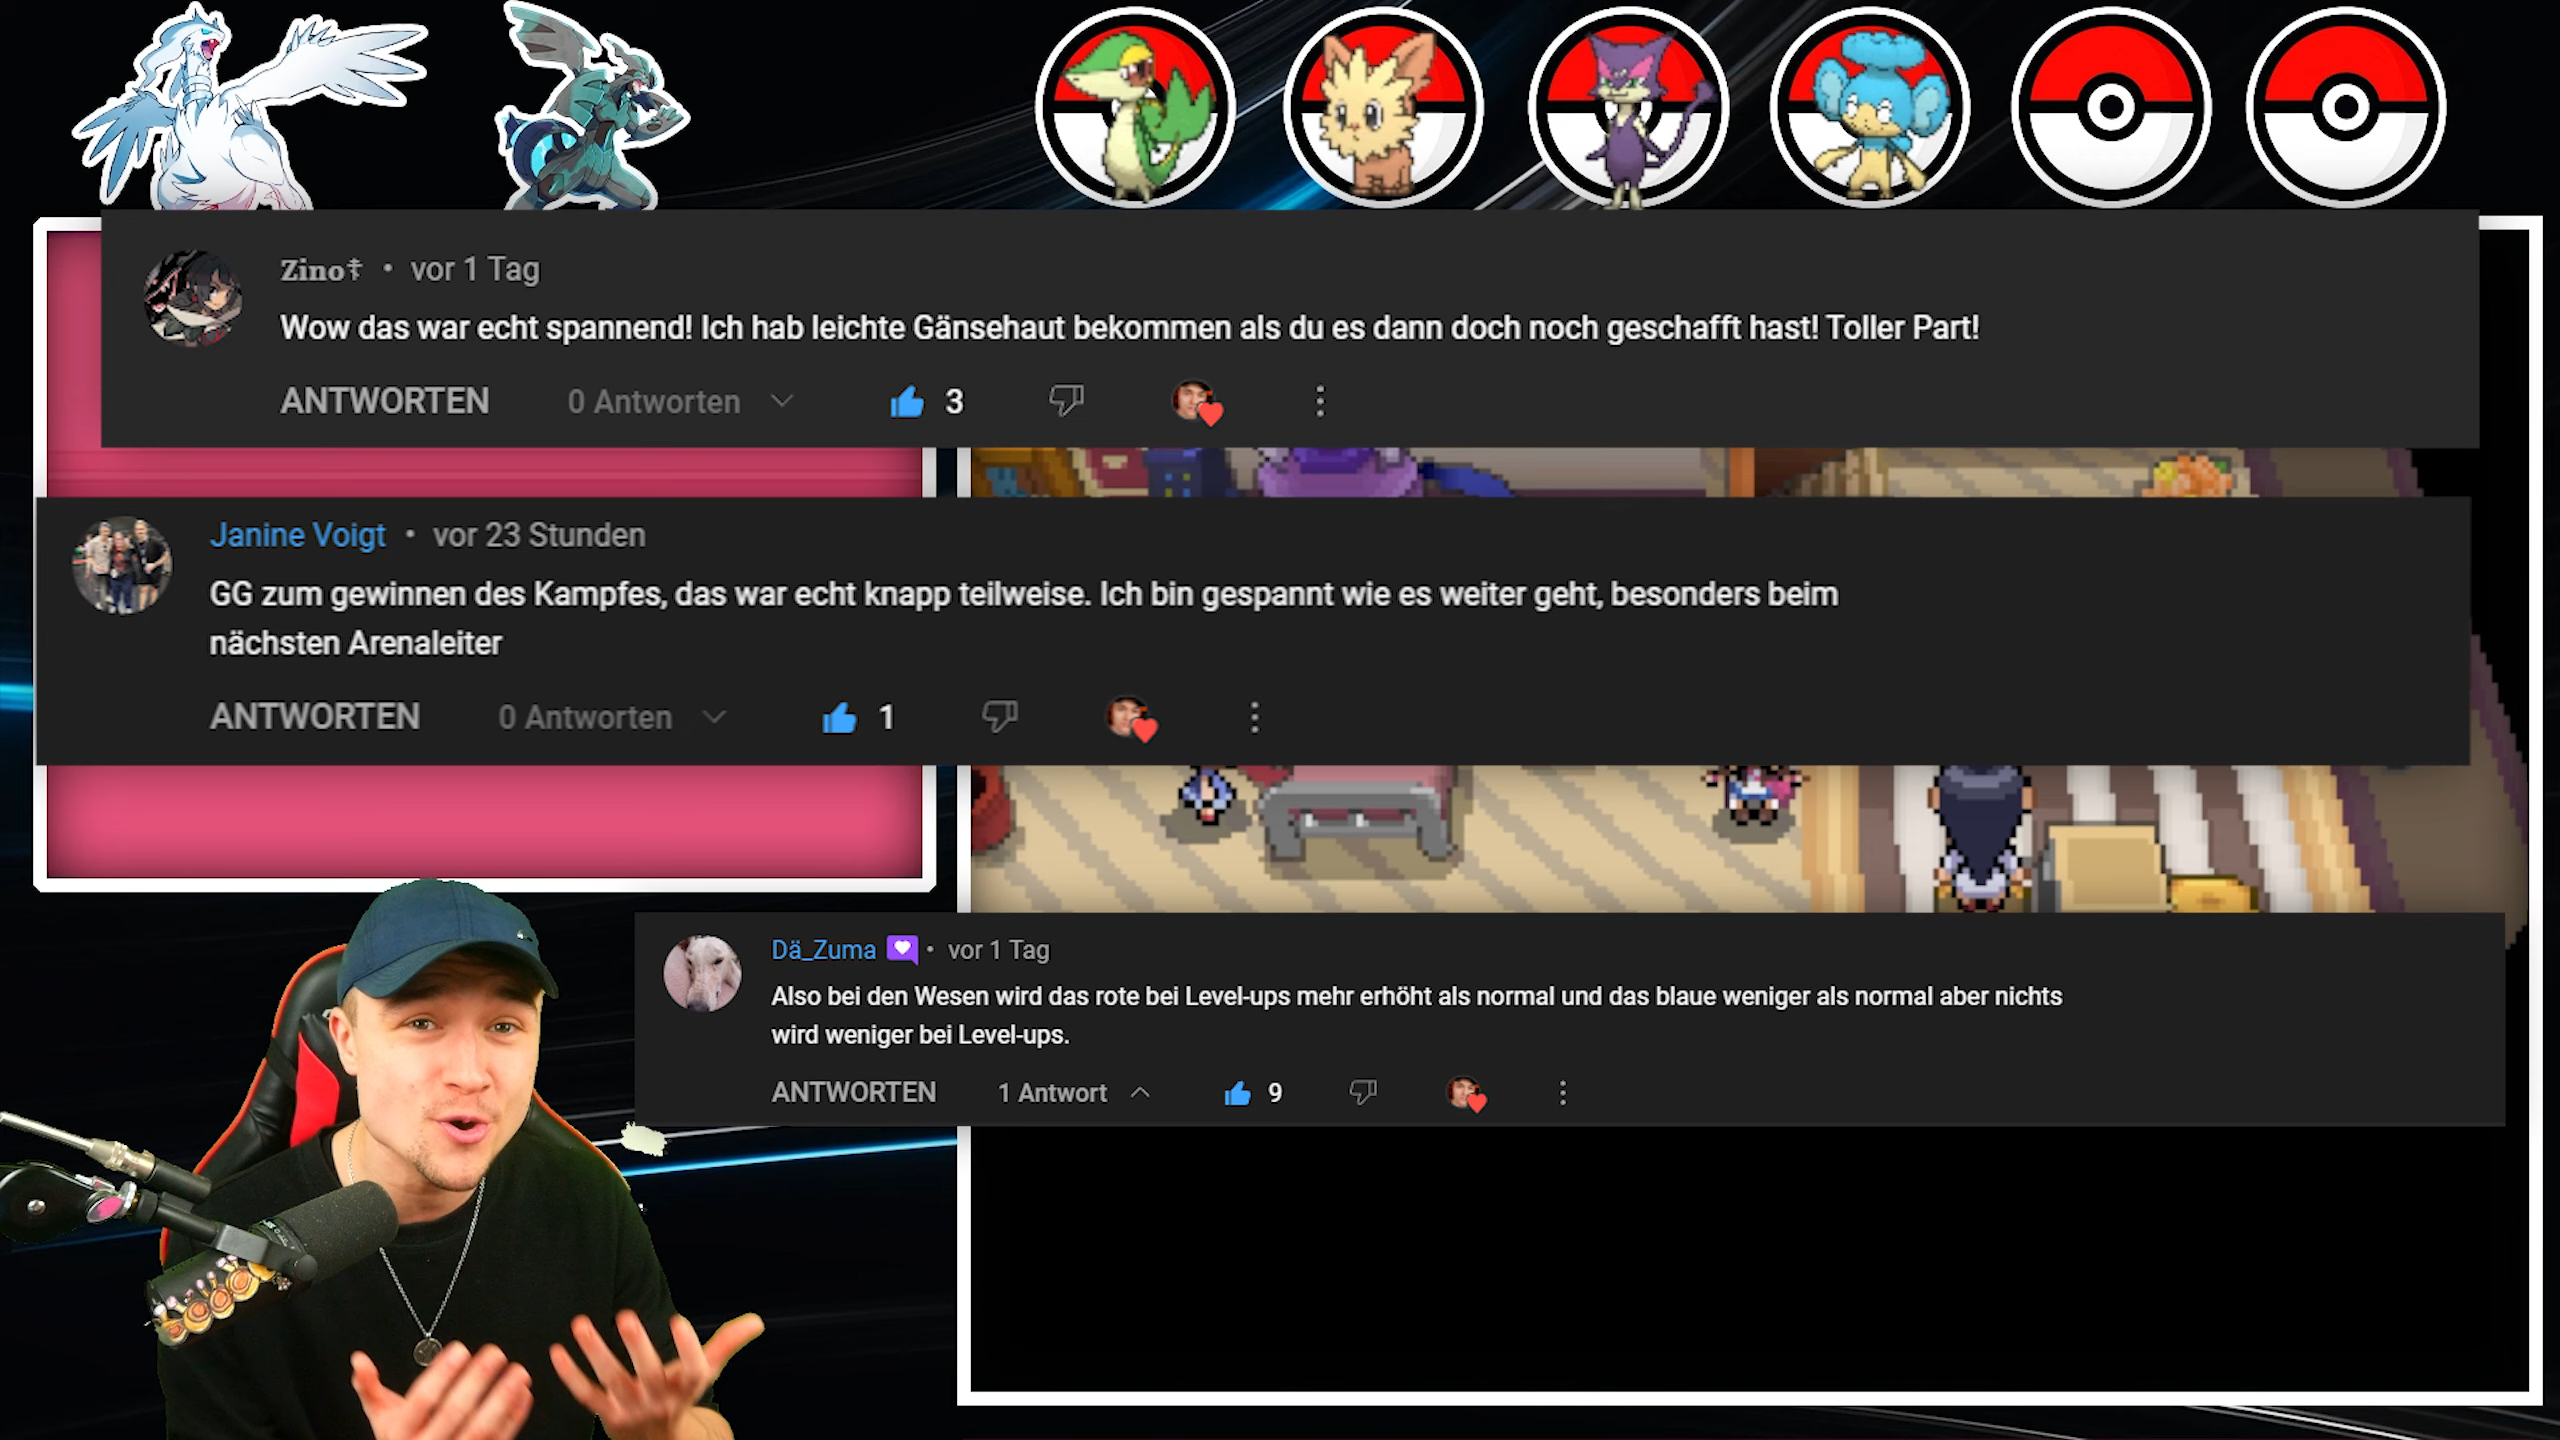 Zino☨ • vor 1 Tag
Wow das war echt spannend! Ich hab leichte Gänsehaut bekommen als du es dann doch noch geschafft hast! Toller Part!
ANTWORTEN 0 Antworten 3
Janine Voigt • vor 23 Stunden
GG zum gewinnen des Kampfes, das war echt knapp teilweise. Ich bin gespannt wie es weiter geht, besonders beim
nächsten Arenaleiter
ANTWORTEN 0 Antworten 1
Dä_Zuma • vor 1 Tag
Also bei den Wesen wird das rote bei Level-ups mehr erhöht als normal und das blaue weniger als normal aber nichts
wird weniger bei Level-ups.
ANTWORTEN 1 Antwort 9